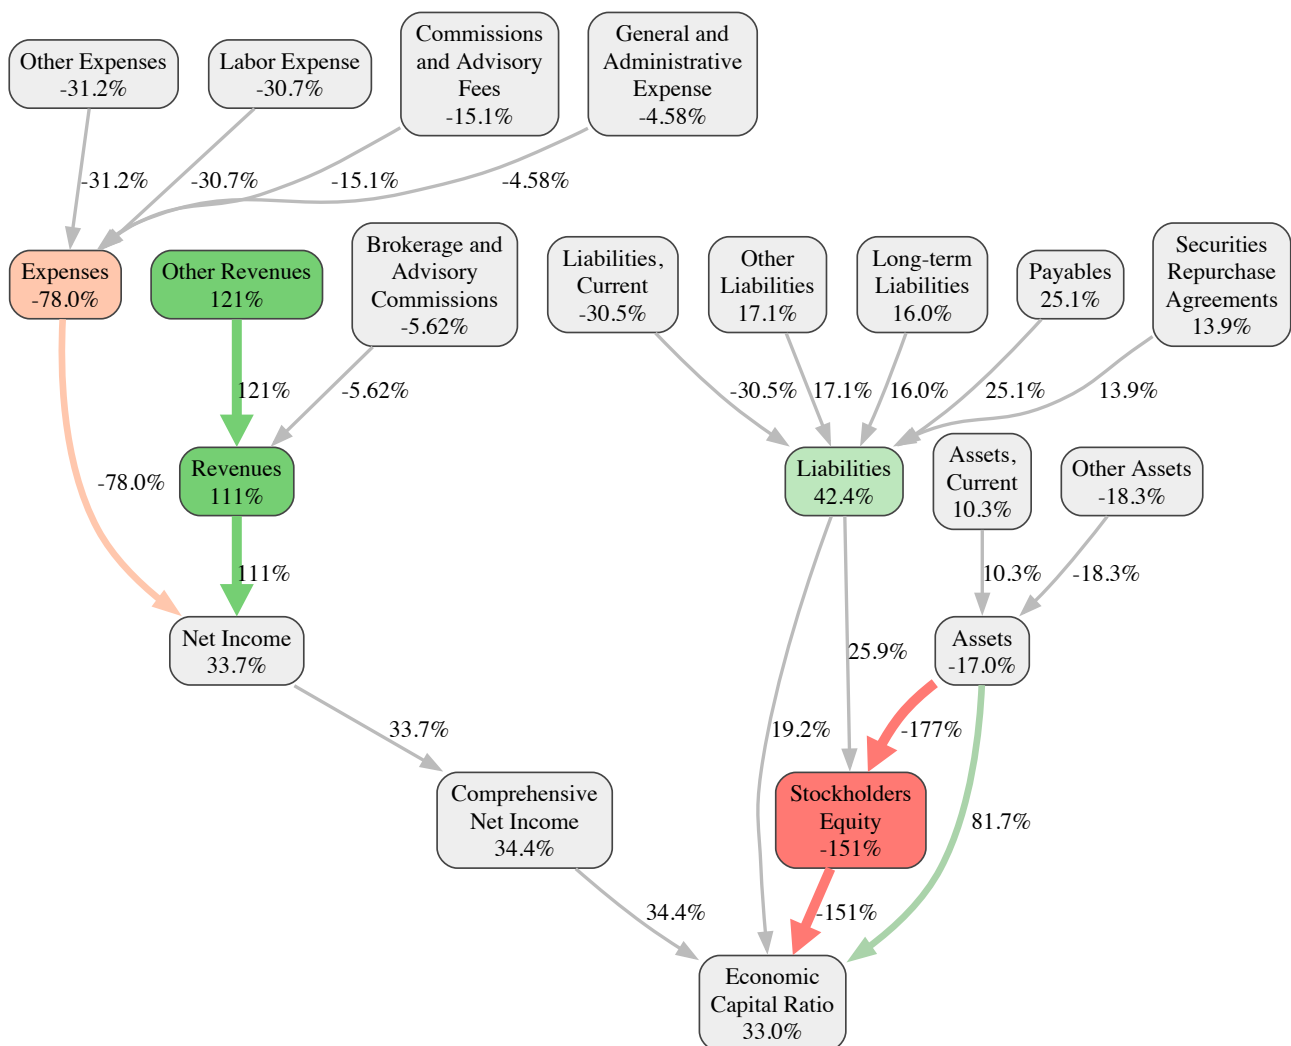 Other Expenses
-31.2%
Labor Expense
-30.7%
Commissions
and Advisory
Fees
-15.1%
General and
Administrative
Expense
-4.58%
-31.2%
-30.7%
-15.1%
-4.58%
Expenses
-78.0%
Other Revenues
121%
Brokerage and
Advisory
Commissions
-5.62%
Liabilities,
Current
-30.5%
Other
Liabilities
17.1%
Long-term
Liabilities
16.0%
Payables
25.1%
Securities
Repurchase
Agreements
13.9%
121%
-5.62%
-30.5%
17.1%
16.0%
25.1%
13.9%
-78.0%
Revenues
111%
Liabilities
42.4%
Assets,
Current
10.3%
Other Assets
-18.3%
111%
10.3%
-18.3%
Net Income
33.7%
25.9%
Assets
-17.0%
33.7%
19.2%
-177%
Comprehensive
Net Income
34.4%
Stockholders
Equity
-151%
81.7%
34.4%
-151%
Economic
Capital Ratio
33.0%